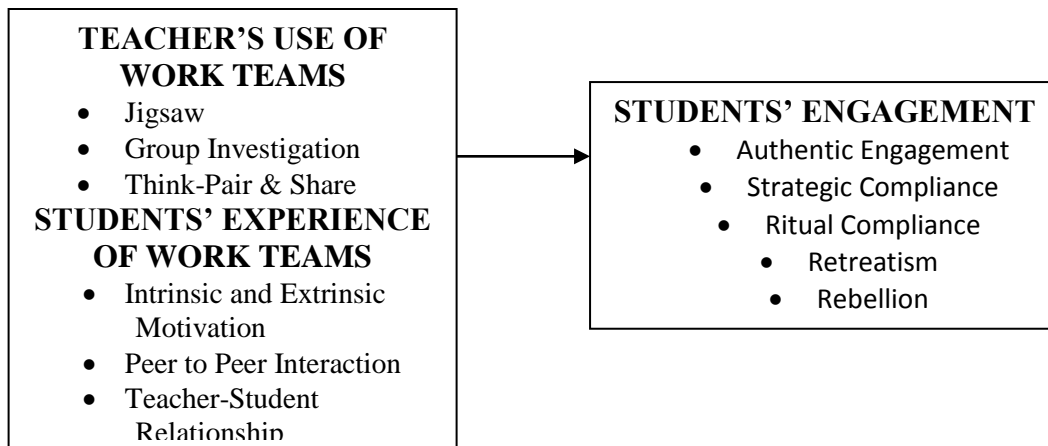 TEACHER’S USE OF
WORK TEAMS
• Jigsaw
• Group Investigation
• Think-Pair & Share
STUDENTS’ EXPERIENCE
OF WORK TEAMS
• Intrinsic and Extrinsic
Motivation
• Peer to Peer Interaction
• Teacher-Student
Relationship
STUDENTS’ ENGAGEMENT
• Authentic Engagement
• Strategic Compliance
• Ritual Compliance
• Retreatism
• Rebellion